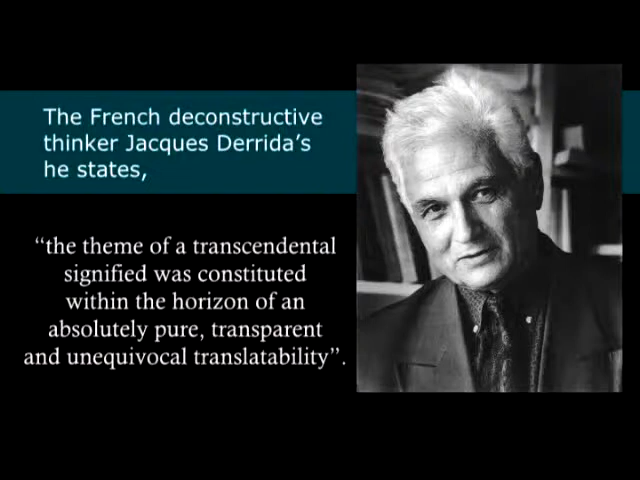 The French deconstructive
thinker Jacques Derrida’s
he states,
“the theme of a transcendental
signified was constituted
within the horizon of an
absolutely pure, transparent
and unequivocal translatability”.